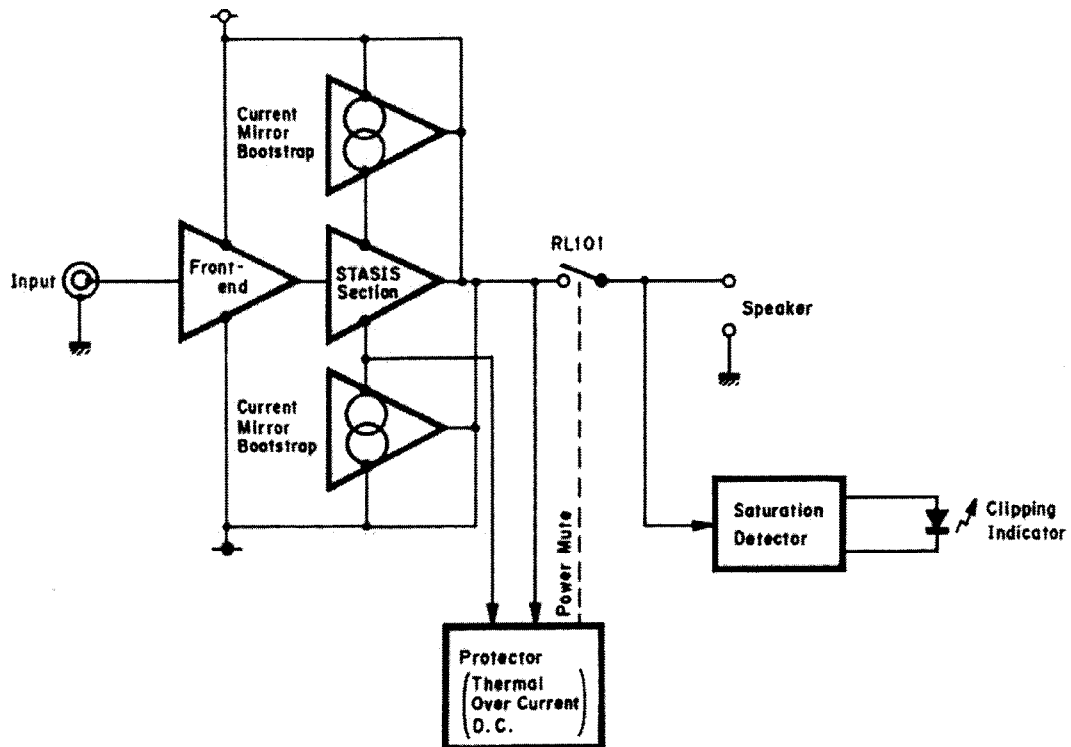 Current
Mirror
Bootstrap
Input
Front-
end
STASIS
Section
RL101
Speaker
Current
Mirror
Bootstrap
Power Mute
Saturation
Detector
Clipping
Indicator
Protector
(Thermal
Over Current
D.C.)